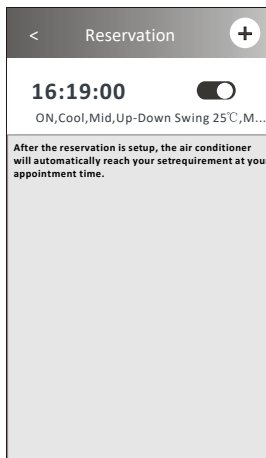 < Reservation +
16:19:00
ON,Cool,Mid,Up-Down Swing 25℃,M...
After the reservation is setup, the air conditioner
will automatically reach your setrequirement at your
appointment time.